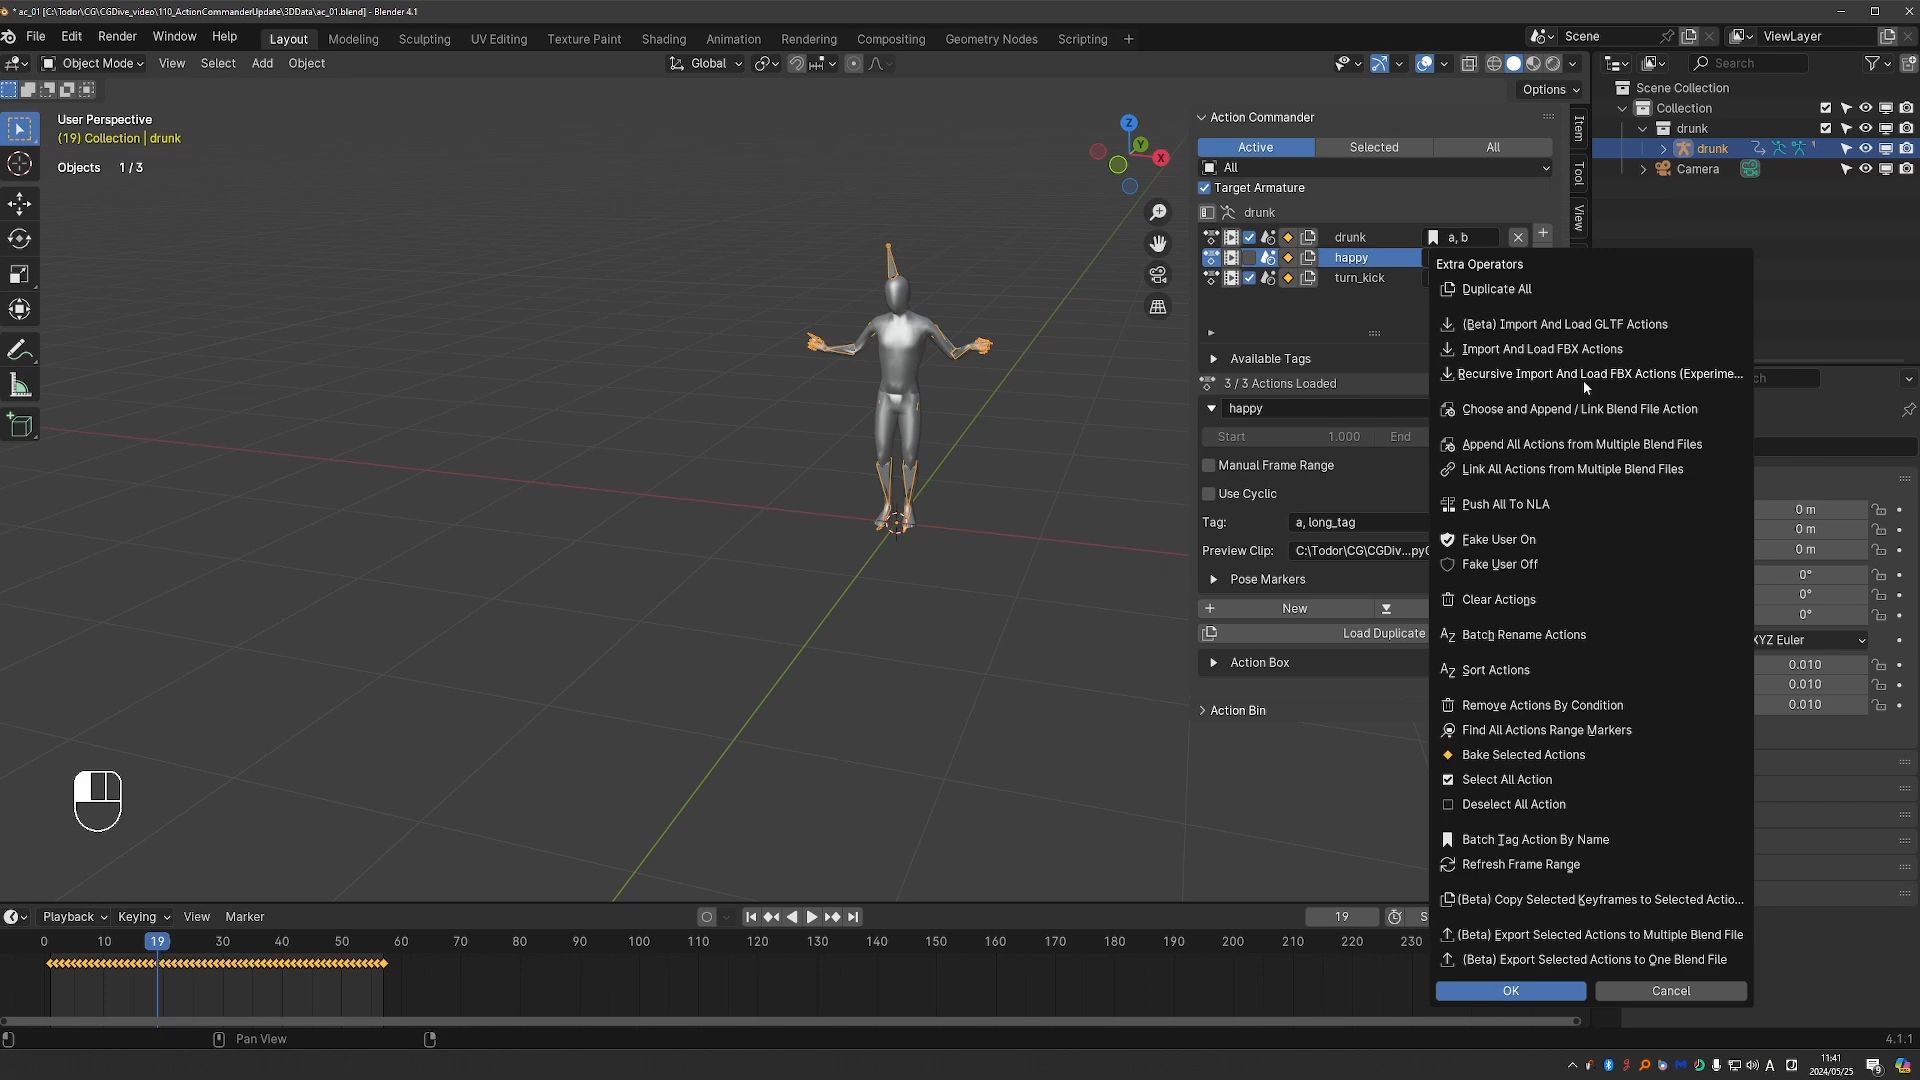 * ac_01 [C:\Todor\CG\CGDive_video\110_ActionCommanderUpdate\3DData\ac_01.blend] - Blender 4.1
File Edit Render Window Help
Layout Modeling Sculpting UV Editing Texture Paint Shading Animation Rendering Compositing Geometry Nodes Scripting +
Scene
ViewLayer
Object Mode View Select Add Object
Global
Search
Options
User Perspective
(19) Collection | drunk
Objects 1/3
Z
Y
X
Action Commander
Active Selected All
All
Target Armature
drunk
drunk
a, b
happy
turn_kick
Available Tags
3 / 3 Actions Loaded
happy
Start 1.000 End
Manual Frame Range
Use Cyclic
Tag: a, long_tag
Preview Clip: C:\Todor\CG\CGDiv...py
Pose Markers
New
Load Duplicate
Action Box
Action Bin
Item
Tool
View
Extra Operators
Duplicate All
(Beta) Import And Load GLTF Actions
Import And Load FBX Actions
Recursive Import And Load FBX Actions (Experime...
Choose and Append / Link Blend File Action
Append All Actions from Multiple Blend Files
Link All Actions from Multiple Blend Files
Push All To NLA
Fake User On
Fake User Off
Clear Actions
Batch Rename Actions
Sort Actions
Remove Actions By Condition
Find All Actions Range Markers
Bake Selected Actions
Select All Action
Deselect All Action
Batch Tag Action By Name
Refresh Frame Range
(Beta) Copy Selected Keyframes to Selected Actio...
(Beta) Export Selected Actions to Multiple Blend File
(Beta) Export Selected Actions to One Blend File
OK Cancel
Scene Collection
Collection
drunk
drunk
Camera
0 m
0 m
0 m
0°
0°
0°
XYZ Euler
0.010
0.010
0.010
Playback Keying View Marker
19
0 10 19 30 40 50 60 70 80 90 100 110 120 130 140 150 160 170 180 190 200 210 220 230
Pan View
4.1.1
A
11:41
2024/05/25